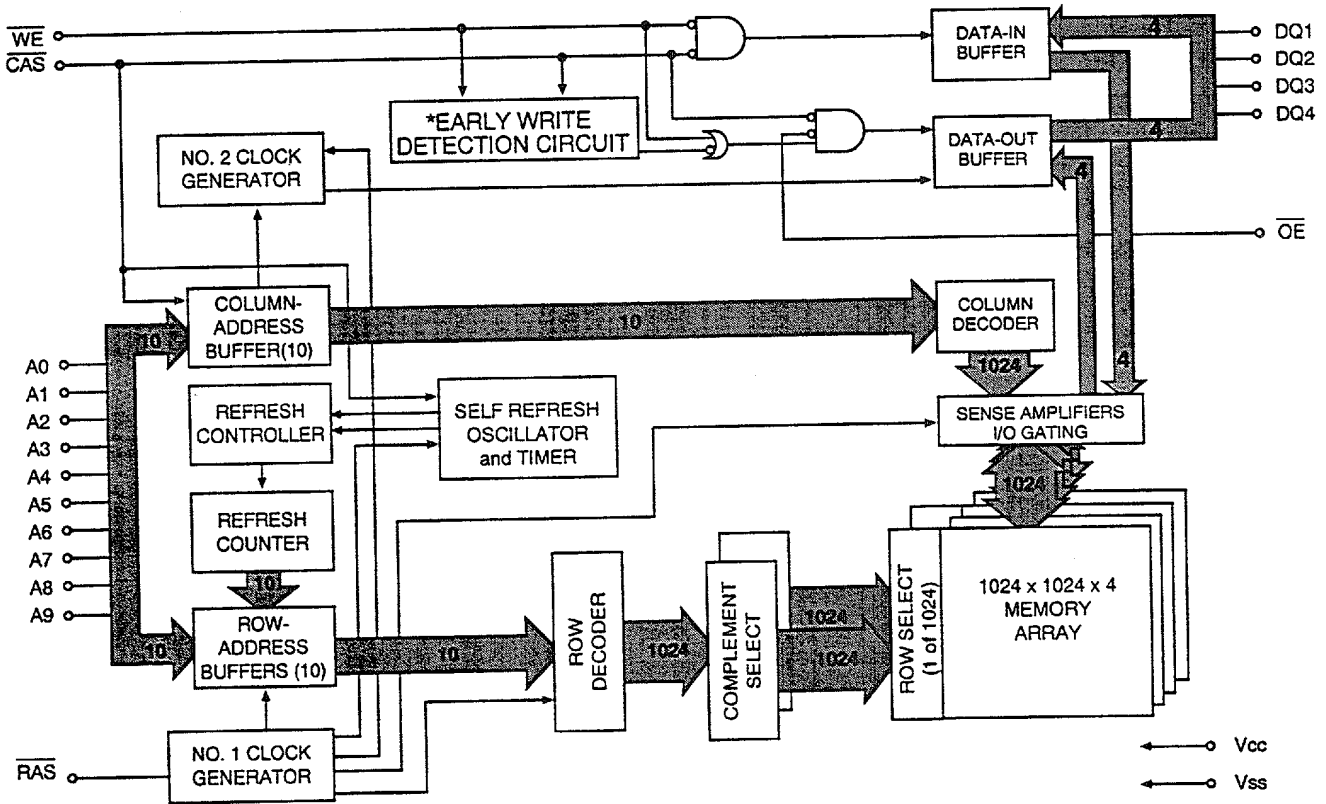 WE
CAS
DATA-IN
BUFFER
4
DQ1
DQ2
DQ3
DQ4
*EARLY WRITE
DETECTION CIRCUIT
DATA-OUT
BUFFER
4
4
NO. 2 CLOCK
GENERATOR
OE
COLUMN-
ADDRESS
BUFFER(10)
10
10
COLUMN
DECODER
1024
4
A0
A1
A2
A3
A4
A5
A6
A7
A8
A9
REFRESH
CONTROLLER
SELF REFRESH
OSCILLATOR
and TIMER
SENSE AMPLIFIERS
I/O GATING
1024
REFRESH
COUNTER
10
ROW-
ADDRESS
BUFFERS (10)
10
10
ROW
DECODER
1024
COMPLEMENT
SELECT
1024
1024
ROW SELECT
(1 of 1024)
1024 x 1024 x 4
MEMORY
ARRAY
NO. 1 CLOCK
GENERATOR
RAS
Vcc
Vss